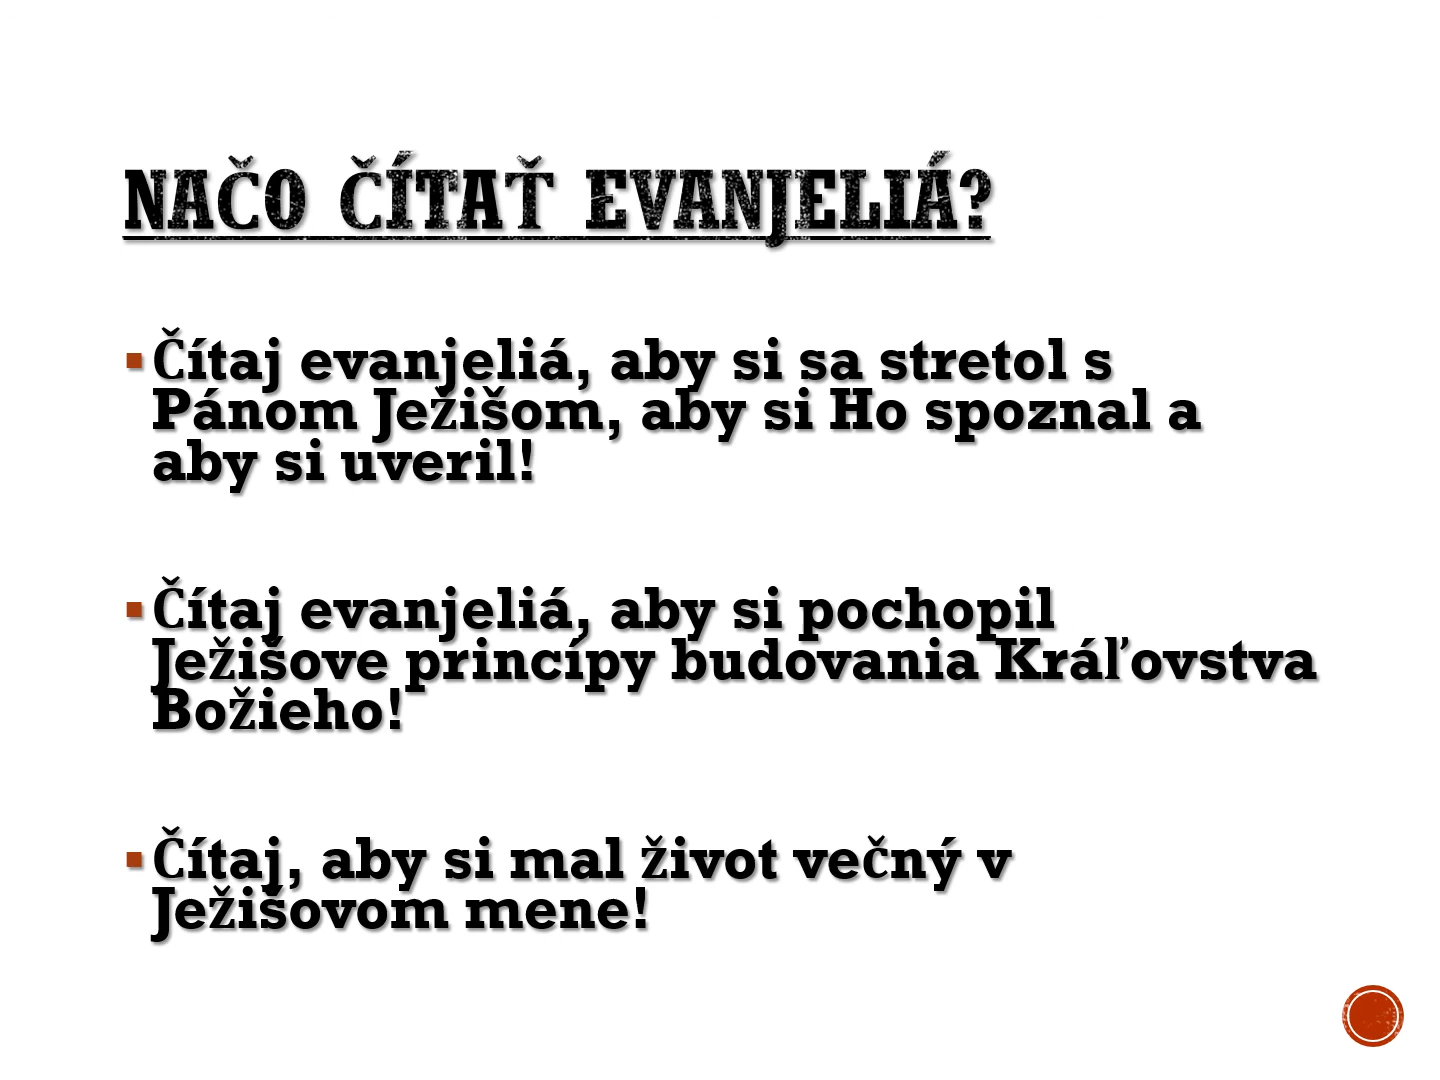 NAČO ČÍTAŤ EVANJELIÁ?
Čítaj evanjeliá, aby si sa stretol s
Pánom Ježišom, aby si Ho spoznal a
aby si uveril!
Čítaj evanjeliá, aby si pochopil
Ježišove princípy budovania Kráľovstva
Božieho!
Čítaj, aby si mal život večný v
Ježišovom mene!